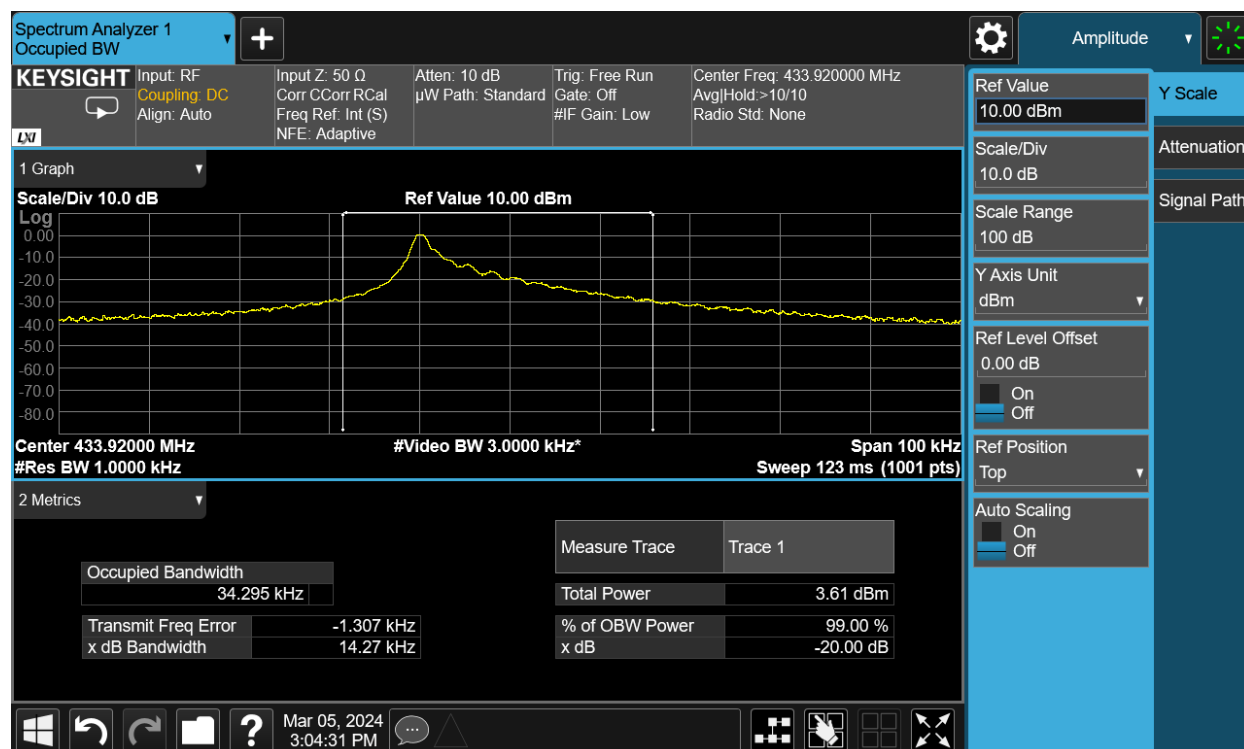 Spectrum Analyzer 1
Occupied BW
Amplitude
KEYSIGHT
LXI
Input: RF
Coupling: DC
Align: Auto
Input Z: 50 Ω
Corr CCorr RCal
Freq Ref: Int (S)
NFE: Adaptive
Atten: 10 dB
µW Path: Standard
Trig: Free Run
Gate: Off
#IF Gain: Low
Center Freq: 433.920000 MHz
Avg|Hold:>10/10
Radio Std: None
1 Graph
Scale/Div 10.0 dB
Ref Value 10.00 dBm
Log
0.00
-10.0
-20.0
-30.0
-40.0
-50.0
-60.0
-70.0
-80.0
Center 433.92000 MHz
#Video BW 3.0000 kHz*
Span 100 kHz
#Res BW 1.0000 kHz
Sweep 123 ms (1001 pts)
2 Metrics
Measure Trace
Trace 1
Occupied Bandwidth
34.295 kHz
Total Power
3.61 dBm
Transmit Freq Error
-1.307 kHz
% of OBW Power
99.00 %
x dB Bandwidth
14.27 kHz
x dB
-20.00 dB
Ref Value
10.00 dBm
Scale/Div
10.0 dB
Scale Range
100 dB
Y Axis Unit
dBm
Ref Level Offset
0.00 dB
On
Off
Ref Position
Top
Auto Scaling
On
Off
Y Scale
Attenuation
Signal Path
?
Mar 05, 2024
3:04:31 PM